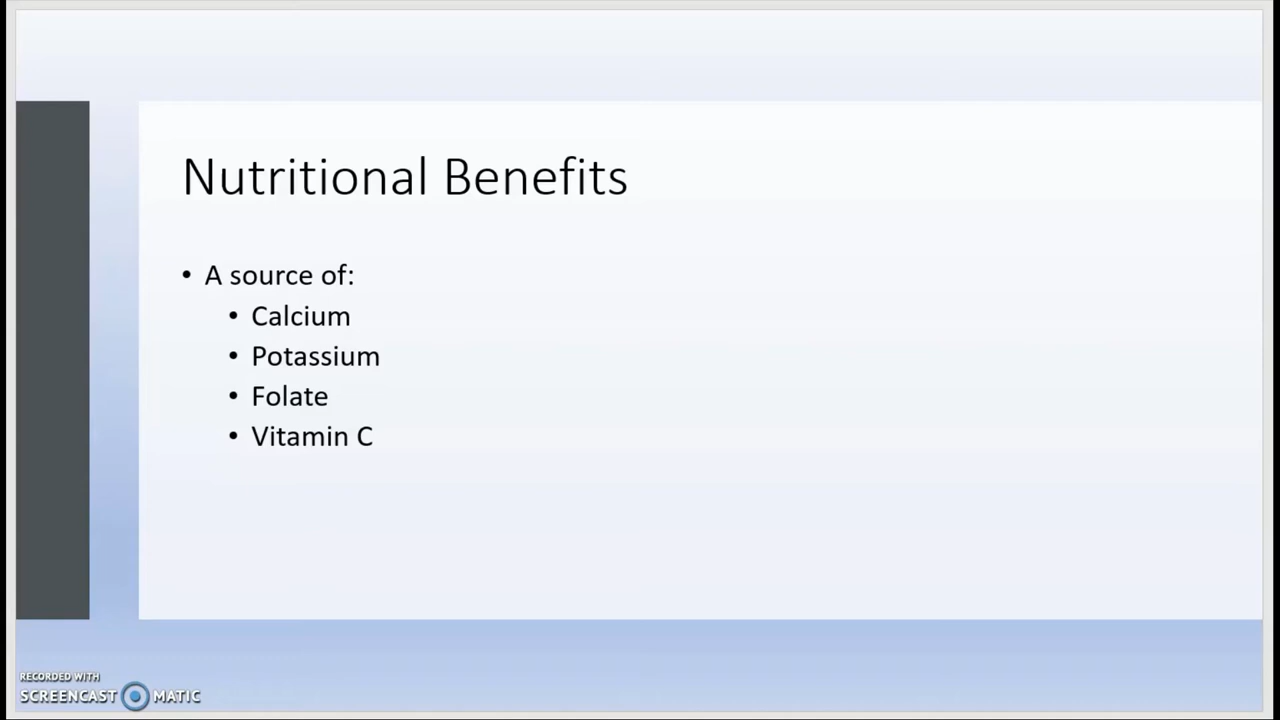 Nutritional Benefits
• A source of:
• Calcium
• Potassium
• Folate
• Vitamin C
RECORDED WITH
SCREENCAST MATIC